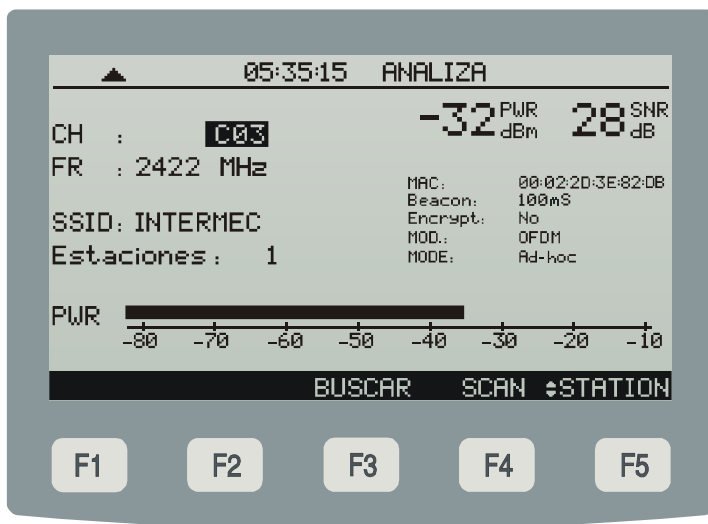 05:35:15 ANALIZA
CH : C03
-32 PWR dBm 28 SNR dB
FR : 2422 MHz
MAC: 00:02:2D:3E:82:DB
Beacon: 100mS
SSID: INTERMEC
Encrypt: No
MOD.: OFDM
Estaciones: 1
MODE: Ad-hoc
PWR
-80 -70 -60 -50 -40 -30 -20 -10
BUSCAR SCAN STATION
F1 F2 F3 F4 F5